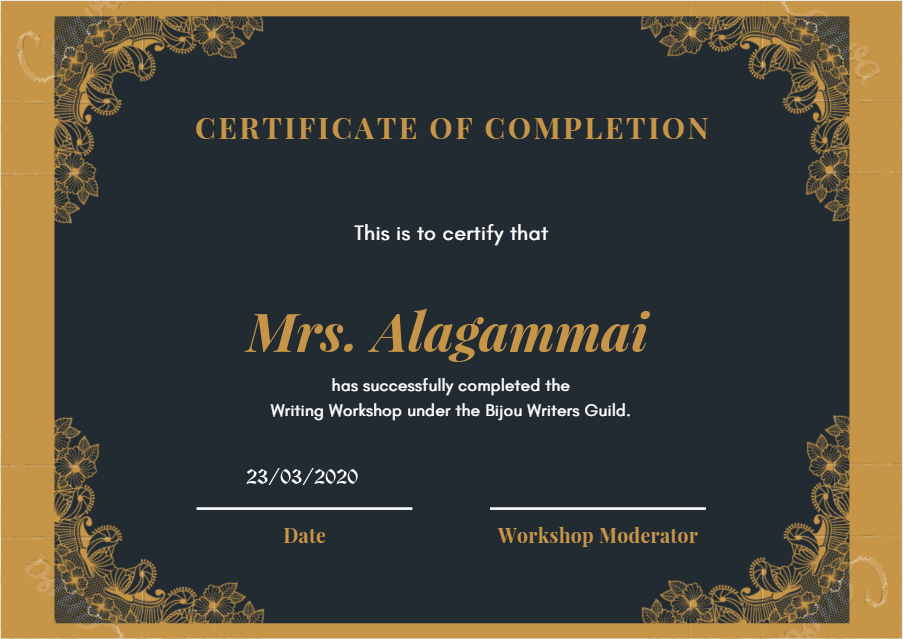 CERTIFICATE OF COMPLETION
This is to certify that
Mrs. Alagammai
has successfully completed the
Writing Workshop under the Bijou Writers Guild.
23/03/2020
Date
Workshop Moderator